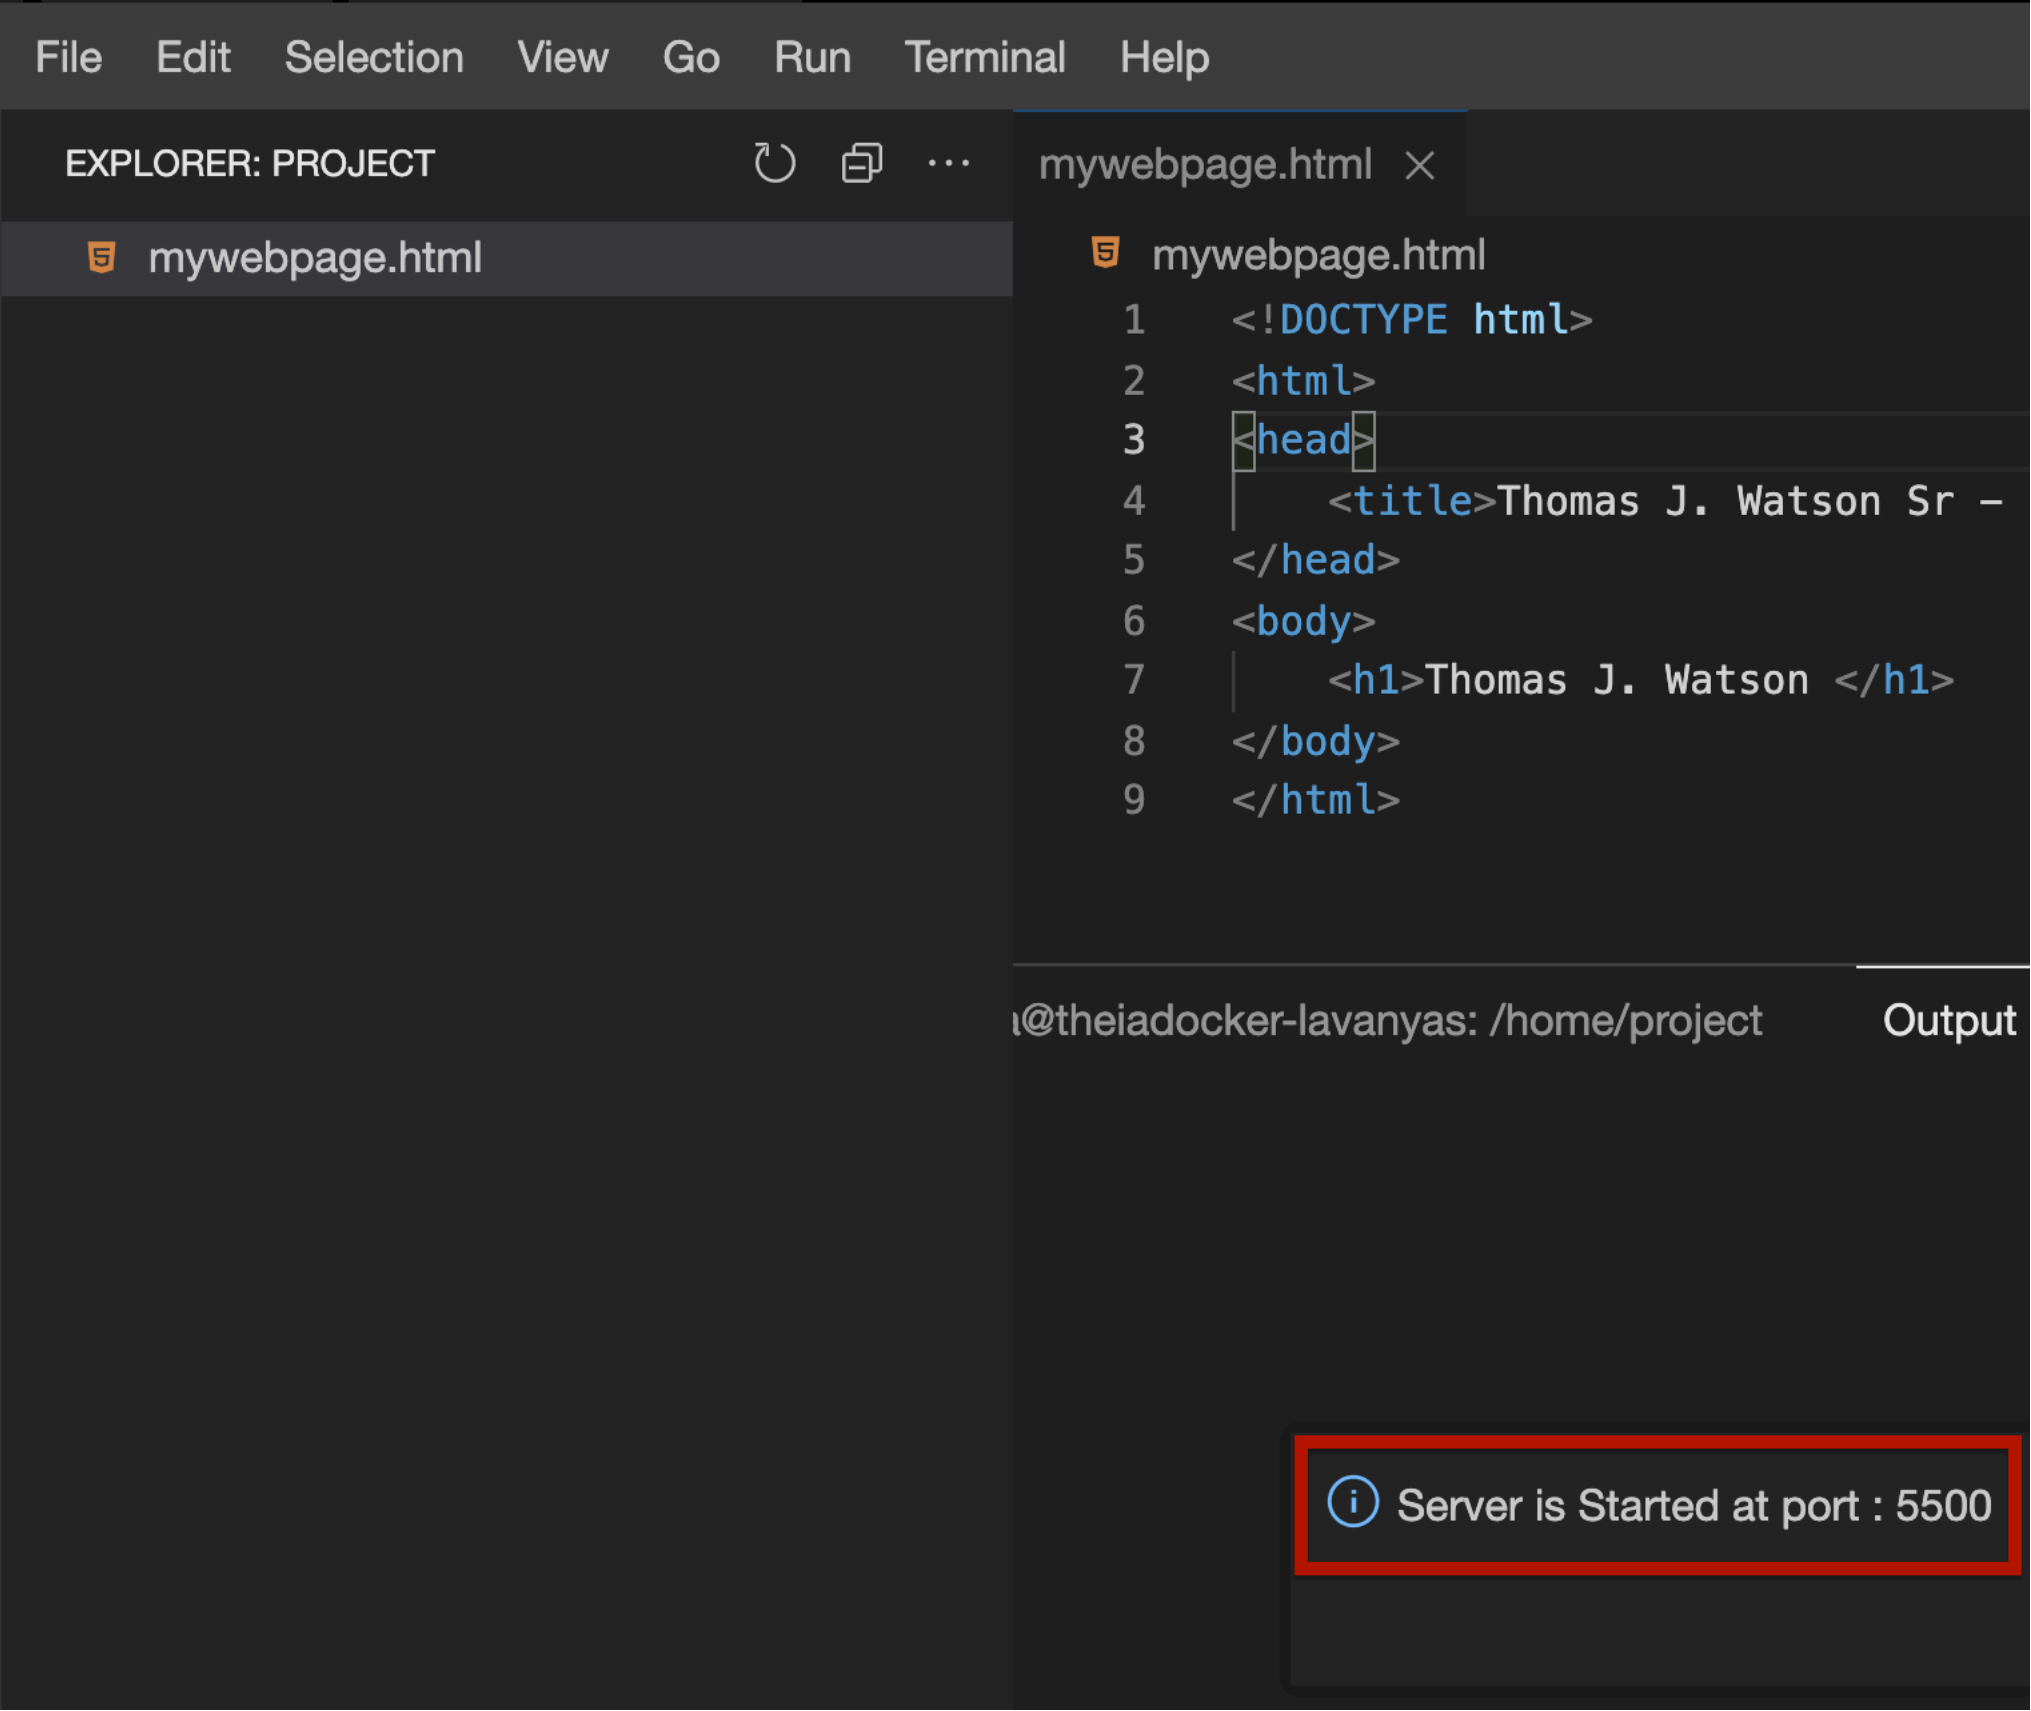 File Edit Selection View Go Run Terminal Help
EXPLORER: PROJECT
mywebpage.html
mywebpage.html
mywebpage.html
1 <!DOCTYPE html>
2 <html>
3 <head>
4 <title>Thomas J. Watson Sr –
5 </head>
6 <body>
7 <h1>Thomas J. Watson </h1>
8 </body>
9 </html>
@theiadocker-lavanyas: /home/project Output
Server is Started at port : 5500